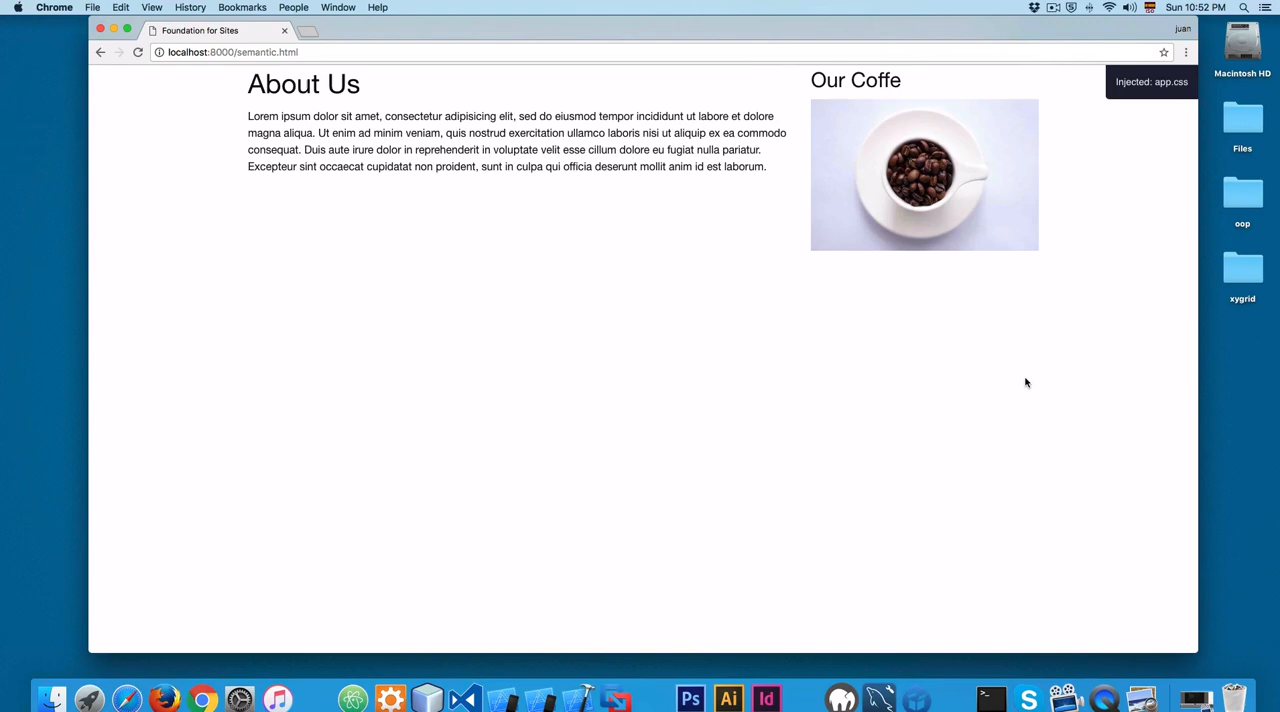 Chrome File Edit View History Bookmarks People Window Help
Sun 10:52 PM
Foundation for Sites
juan
localhost:8000/semantic.html
About Us
Lorem ipsum dolor sit amet, consectetur adipisicing elit, sed do eiusmod tempor incididunt ut labore et dolore
magna aliqua. Ut enim ad minim veniam, quis nostrud exercitation ullamco laboris nisi ut aliquip ex ea commodo
consequat. Duis aute irure dolor in reprehenderit in voluptate velit esse cillum dolore eu fugiat nulla pariatur.
Excepteur sint occaecat cupidatat non proident, sunt in culpa qui officia deserunt mollit anim id est laborum.
Our Coffe
Injected: app.css
Macintosh HD
Files
oop
xygrid
Ps
Ai
Id